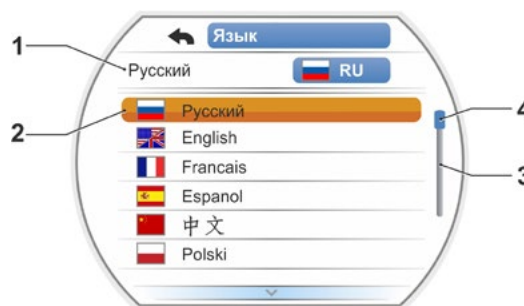 Язык
1
Русский
RU
2
Русский
4
English
3
Francais
Espanol
中文
Polski